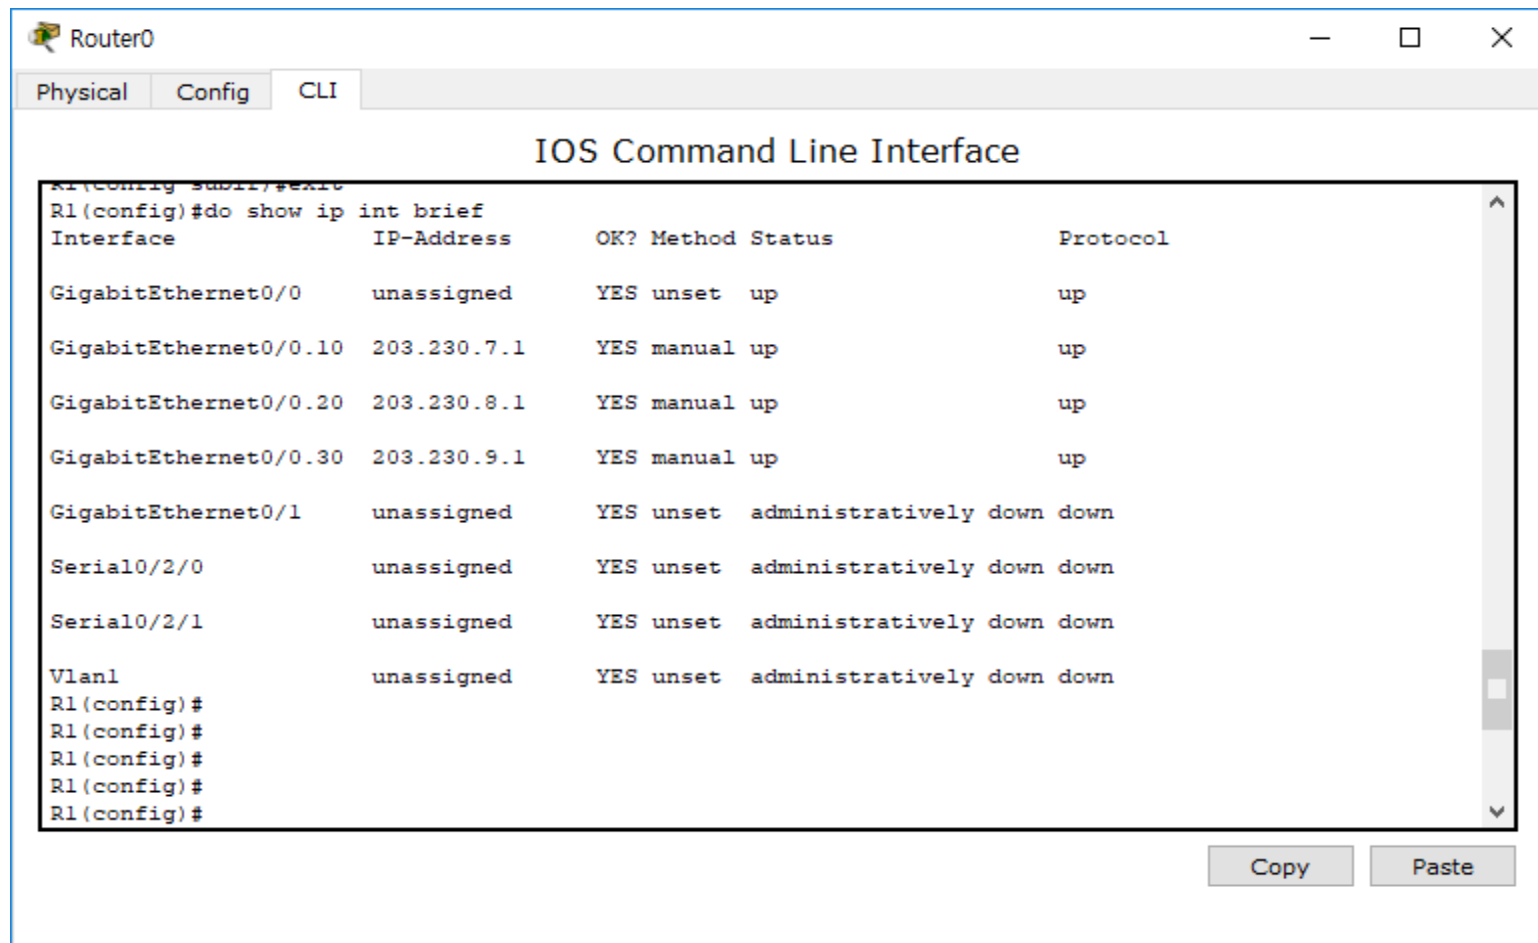 Router0
Physical Config CLI
IOS Command Line Interface
R1(config-subif)#exit
R1(config)#do show ip int brief
Interface IP-Address OK? Method Status Protocol
GigabitEthernet0/0 unassigned YES unset up up
GigabitEthernet0/0.10 203.230.7.1 YES manual up up
GigabitEthernet0/0.20 203.230.8.1 YES manual up up
GigabitEthernet0/0.30 203.230.9.1 YES manual up up
GigabitEthernet0/1 unassigned YES unset administratively down down
Serial0/2/0 unassigned YES unset administratively down down
Serial0/2/1 unassigned YES unset administratively down down
Vlan1 unassigned YES unset administratively down down
R1(config)#
R1(config)#
R1(config)#
R1(config)#
R1(config)#
Copy Paste